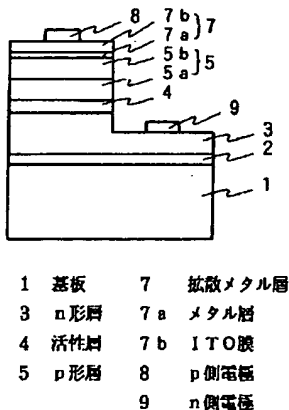 8
7b
7a
7
5b
5a
5
4
9
3
2
1
1 基板
3 n形層
4 活性層
5 p形層
7 拡散メタル層
7a メタル層
7b ITO膜
8 p側電極
9 n側電極